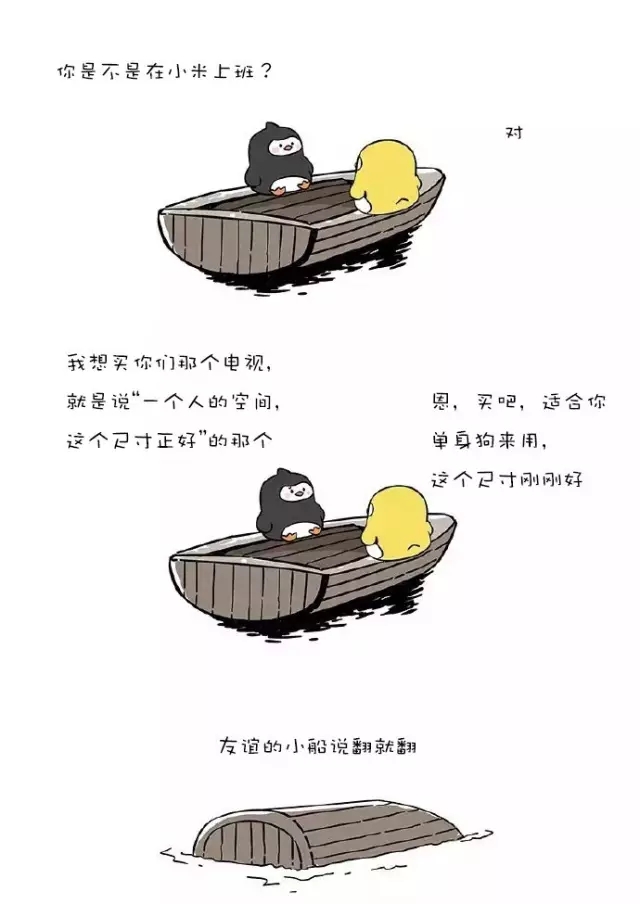 你是不是在小米上班？
对
我想买你们那个电视，
就是说“一个人的空间，
这个尺寸正好”的那个
恩，买吧，适合你
单身狗来用，
这个尺寸刚刚好
友谊的小船说翻就翻